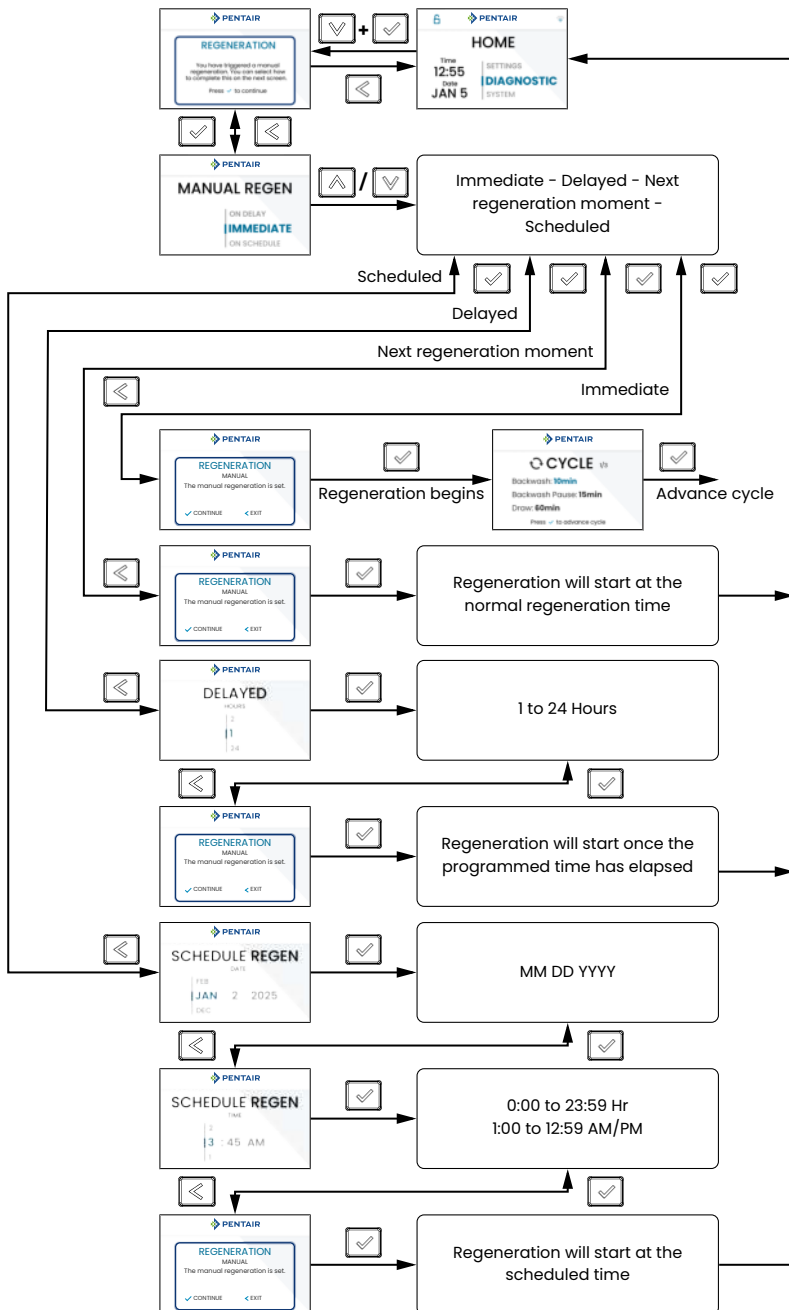 PENTAIR
REGENERATION
You have triggered a manual
regeneration. You can select how
to complete this on the next screen.
Press ✓ to continue
+
PENTAIR
HOME
Time
12:55
Date
JAN 5
SETTINGS
DIAGNOSTIC
SYSTEM
PENTAIR
MANUAL REGEN
ON DELAY
IMMEDIATE
ON SCHEDULE
/
Immediate - Delayed - Next
regeneration moment -
Scheduled
Scheduled
Delayed
Next regeneration moment
Immediate
PENTAIR
REGENERATION
MANUAL
The manual regeneration is set.
✓ CONTINUE < EXIT
Regeneration begins
PENTAIR
CYCLE 1/3
Backwash: 10min
Backwash Pause: 15min
Draw: 60min
Press ✓ to advance cycle
Advance cycle
PENTAIR
REGENERATION
MANUAL
The manual regeneration is set.
✓ CONTINUE < EXIT
Regeneration will start at the
normal regeneration time
PENTAIR
DELAYED
HOURS
2
1
24
1 to 24 Hours
PENTAIR
REGENERATION
MANUAL
The manual regeneration is set.
✓ CONTINUE < EXIT
Regeneration will start once the
programmed time has elapsed
PENTAIR
SCHEDULE REGEN
DATE
FEB
JAN 2 2025
DEC
MM DD YYYY
PENTAIR
SCHEDULE REGEN
TIME
2
3 : 45 AM
1
0:00 to 23:59 Hr
1:00 to 12:59 AM/PM
PENTAIR
REGENERATION
MANUAL
The manual regeneration is set.
✓ CONTINUE < EXIT
Regeneration will start at the
scheduled time